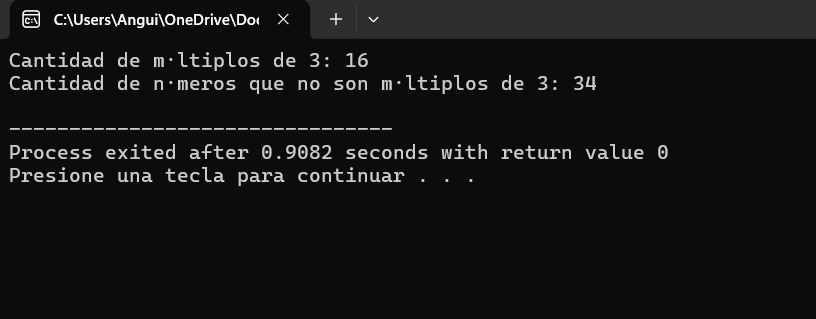 C:\Users\Angui\OneDrive\Doc
Cantidad de m·ltiplos de 3: 16
Cantidad de n·meros que no son m·ltiplos de 3: 34
--------------------------------
Process exited after 0.9082 seconds with return value 0
Presione una tecla para continuar . . .